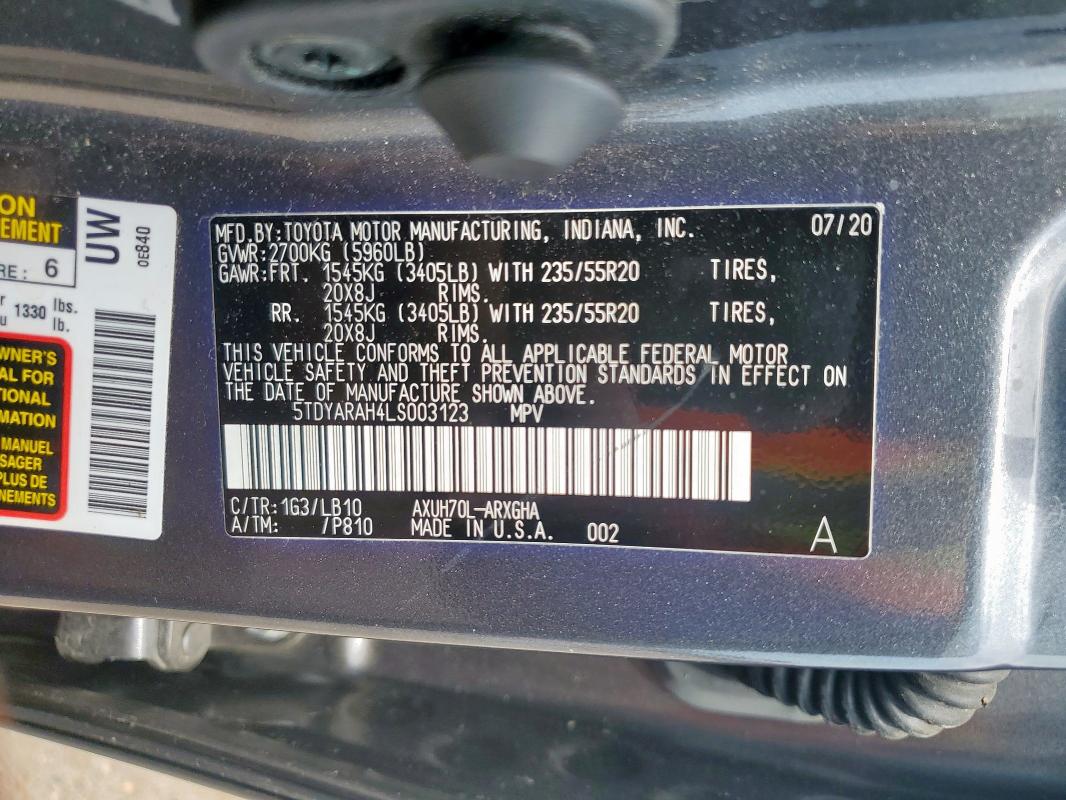 ON
EMENT
RE: 6
r
u
1330 lbs.
lb.
WNER'S
AL FOR
TIONAL
MATION
MANUEL
SAGER
PLUS DE
NEMENTS
UW
0E840
MFD.BY:TOYOTA MOTOR MANUFACTURING, INDIANA, INC. 07/20
GVWR:2700KG (5960LB)
GAWR:FRT. 1545KG (3405LB) WITH 235/55R20 TIRES,
20X8J RIMS.
RR. 1545KG (3405LB) WITH 235/55R20 TIRES,
20X8J RIMS.
THIS VEHICLE CONFORMS TO ALL APPLICABLE FEDERAL MOTOR
VEHICLE SAFETY AND THEFT PREVENTION STANDARDS IN EFFECT ON
THE DATE OF MANUFACTURE SHOWN ABOVE.
5TDYARAH4LS003123 MPV
C/TR:1G3/LB10 AXUH70L-ARXGHA
A/TM: /P810 MADE IN U.S.A. 002
A